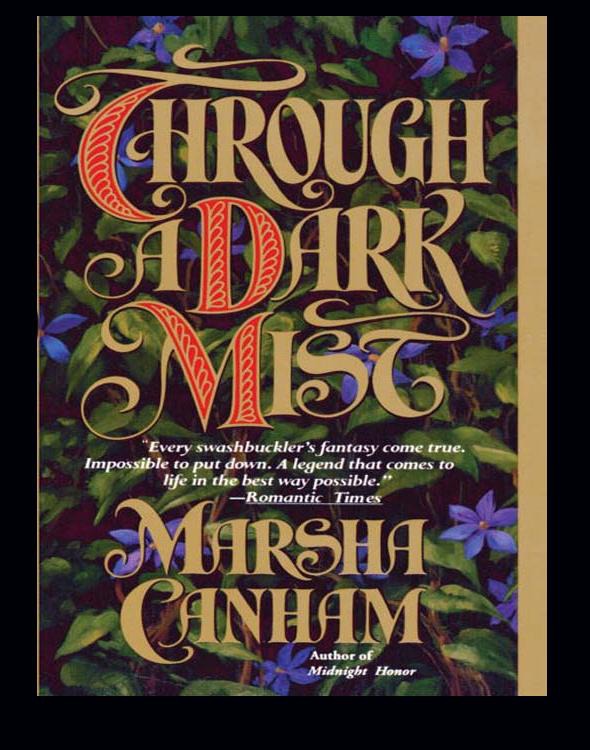 THROUGH
A DARK
MIST
"Every swashbuckler's fantasy come true.
Impossible to put down. A legend that comes to
life in the best way possible."
—Romantic Times
MARSHA
CANHAM
Author of
Midnight Honor